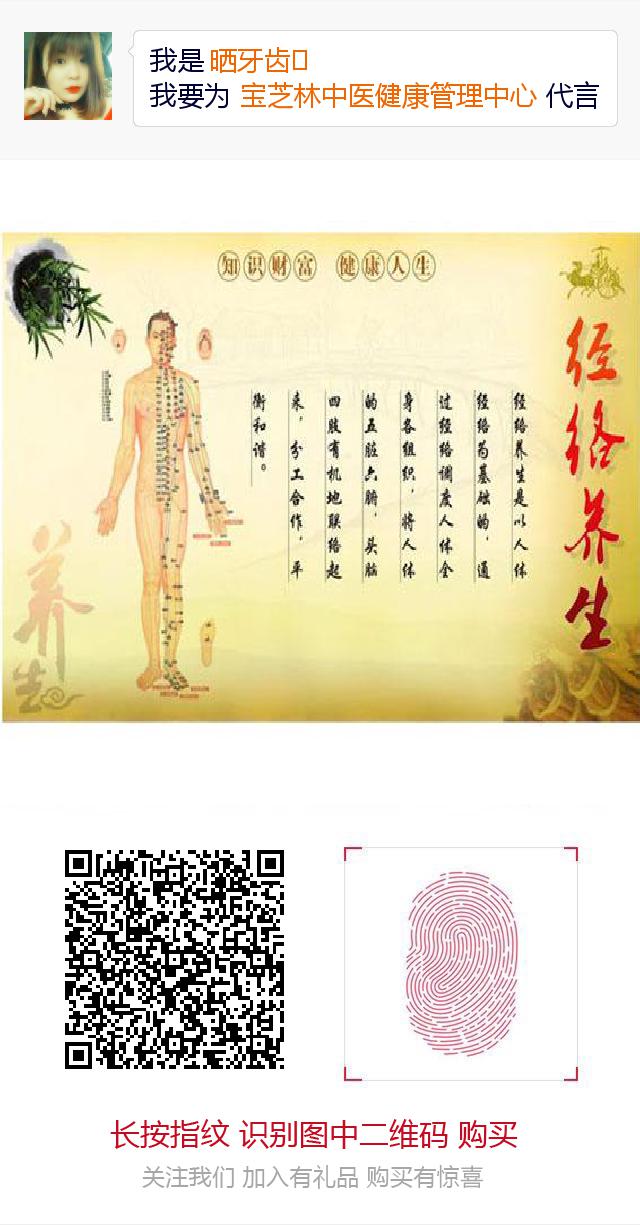 我是 晒牙齿
我要为 宝芝林中医健康管理中心 代言
知识财富 健康人生
经络养生
经络养生是以人体
经络为基础的，通
过经络调度人体全
身各组织，将人体
的五脏六腑，头脑
四肢有机地联络起
来，分工合作，平
衡和谐。
养生
长按指纹 识别图中二维码 购买
关注我们 加入有礼品 购买有惊喜